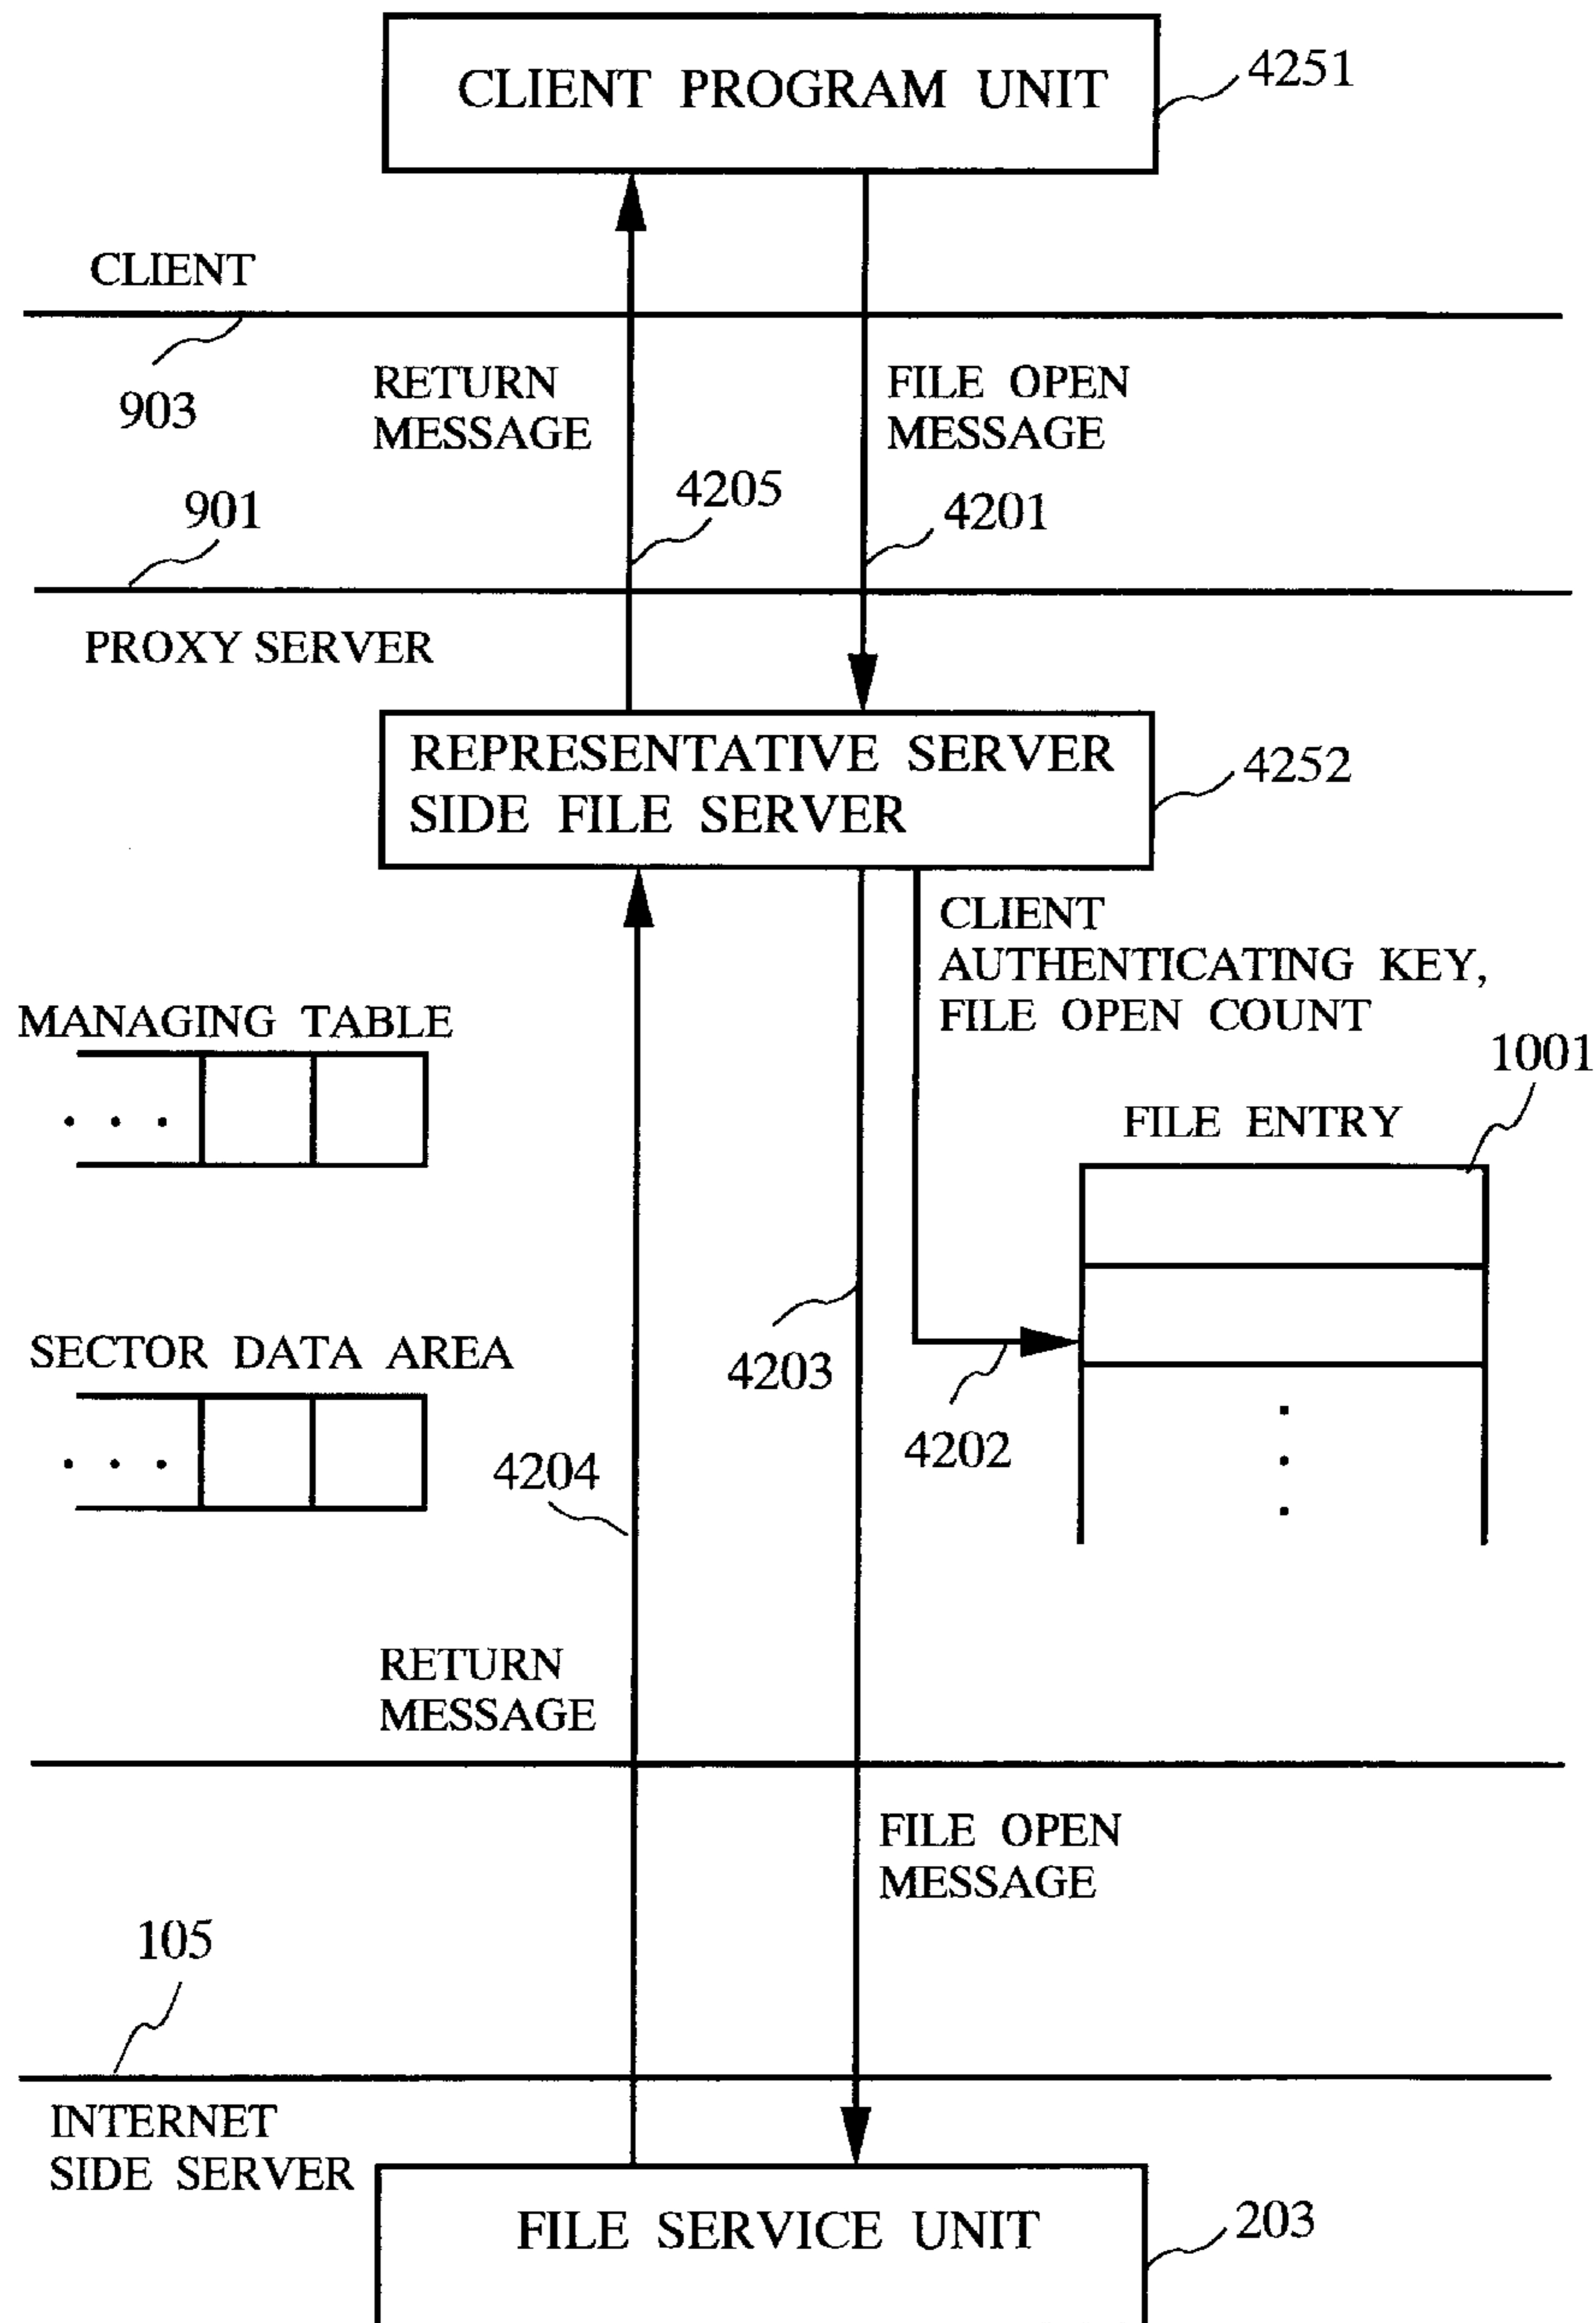 CLIENT PROGRAM UNIT
4251
CLIENT
903
RETURN
MESSAGE
FILE OPEN
MESSAGE
901
4205
4201
PROXY SERVER
REPRESENTATIVE SERVER
SIDE FILE SERVER
4252
CLIENT
AUTHENTICATING KEY,
FILE OPEN COUNT
MANAGING TABLE
. . .
1001
FILE ENTRY
SECTOR DATA AREA
. . .
4203
4202
4204
RETURN
MESSAGE
FILE OPEN
MESSAGE
105
INTERNET
SIDE SERVER
FILE SERVICE UNIT
203